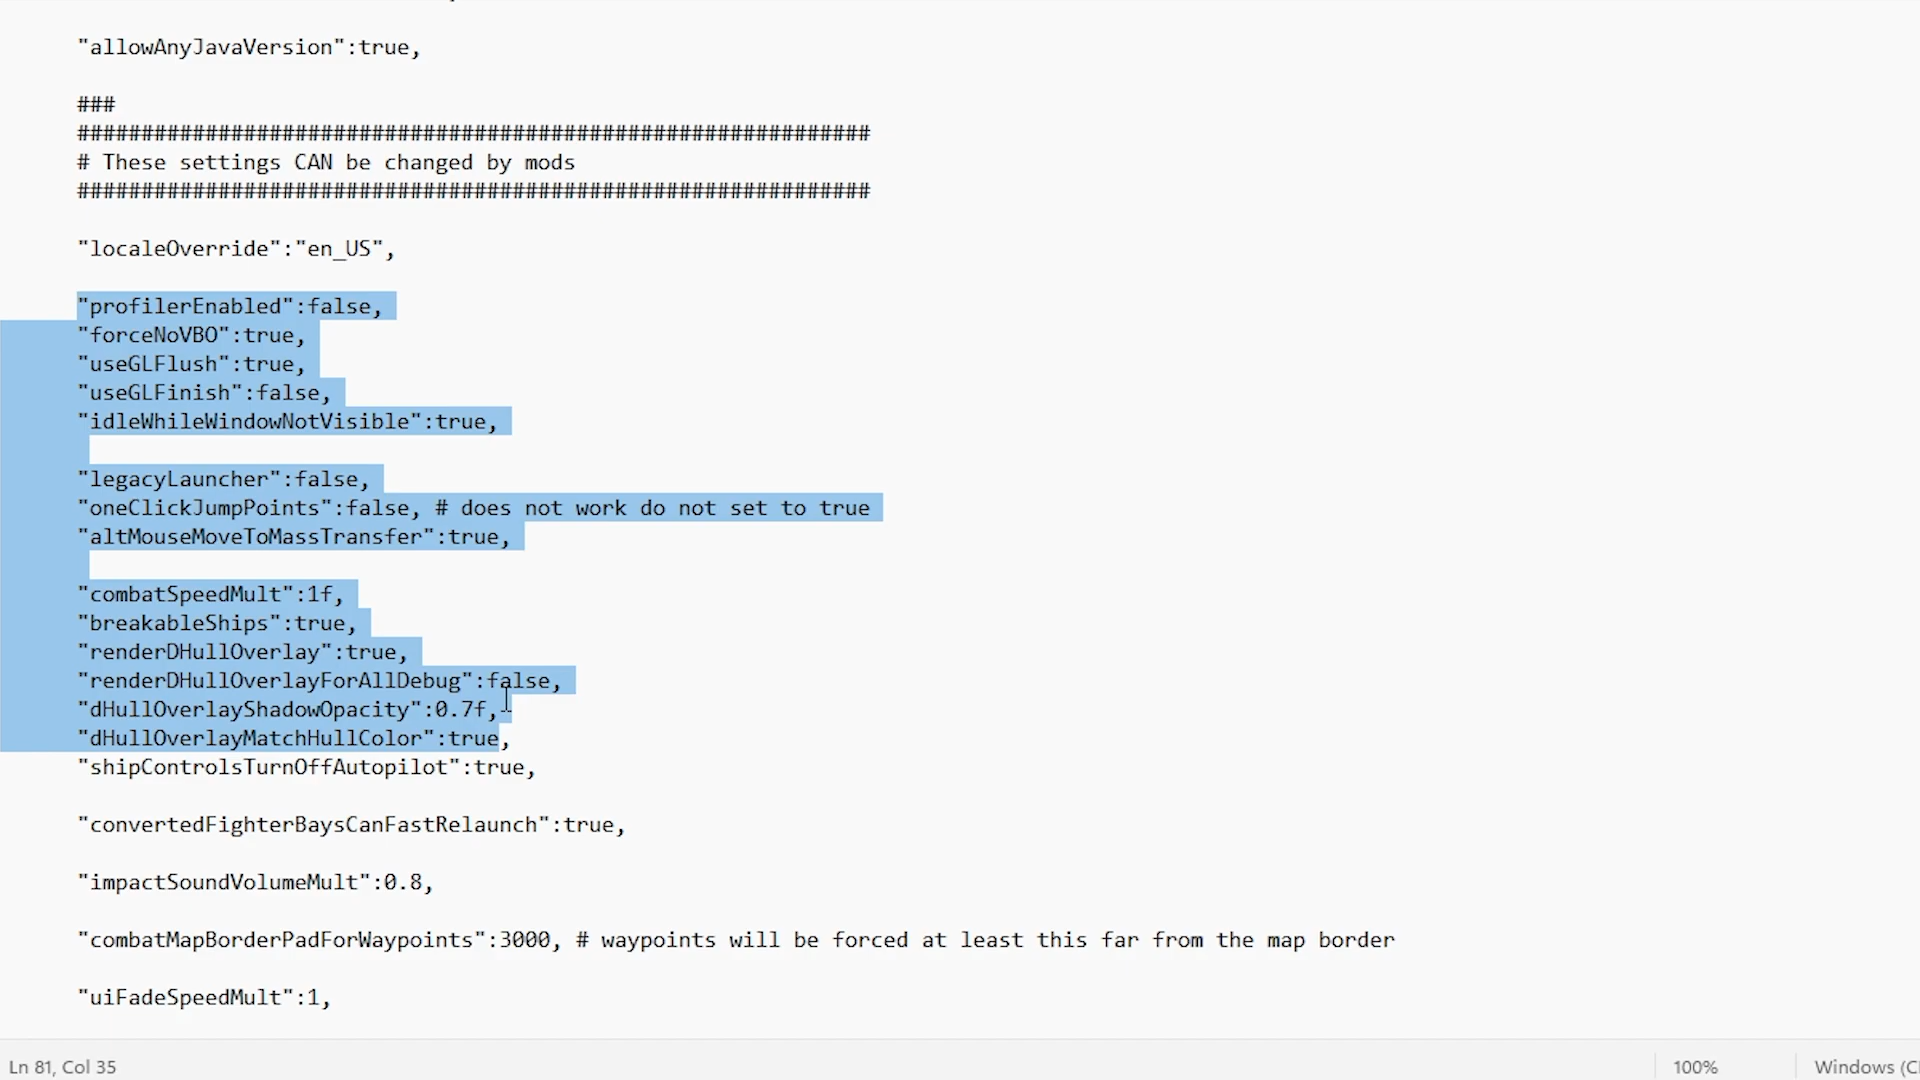 "allowAnyJavaVersion":true,
###
##############################################################
# These settings CAN be changed by mods
##############################################################
"localeOverride":"en_US",
"profilerEnabled":false,
"forceNoVBO":true,
"useGLFlush":true,
"useGLFinish":false,
"idleWhileWindowNotVisible":true,
"legacyLauncher":false,
"oneClickJumpPoints":false, # does not work do not set to true
"altMouseMoveToMassTransfer":true,
"combatSpeedMult":1f,
"breakableShips":true,
"renderDHullOverlay":true,
"renderDHullOverlayForAllDebug":false,
"dHullOverlayShadowOpacity":0.7f,
"dHullOverlayMatchHullColor":true,
"shipControlsTurnOffAutopilot":true,
"convertedFighterBaysCanFastRelaunch":true,
"impactSoundVolumeMult":0.8,
"combatMapBorderPadForWaypoints":3000, # waypoints will be forced at least this far from the map border
"uiFadeSpeedMult":1,
Ln 81, Col 35
100%
Windows (C